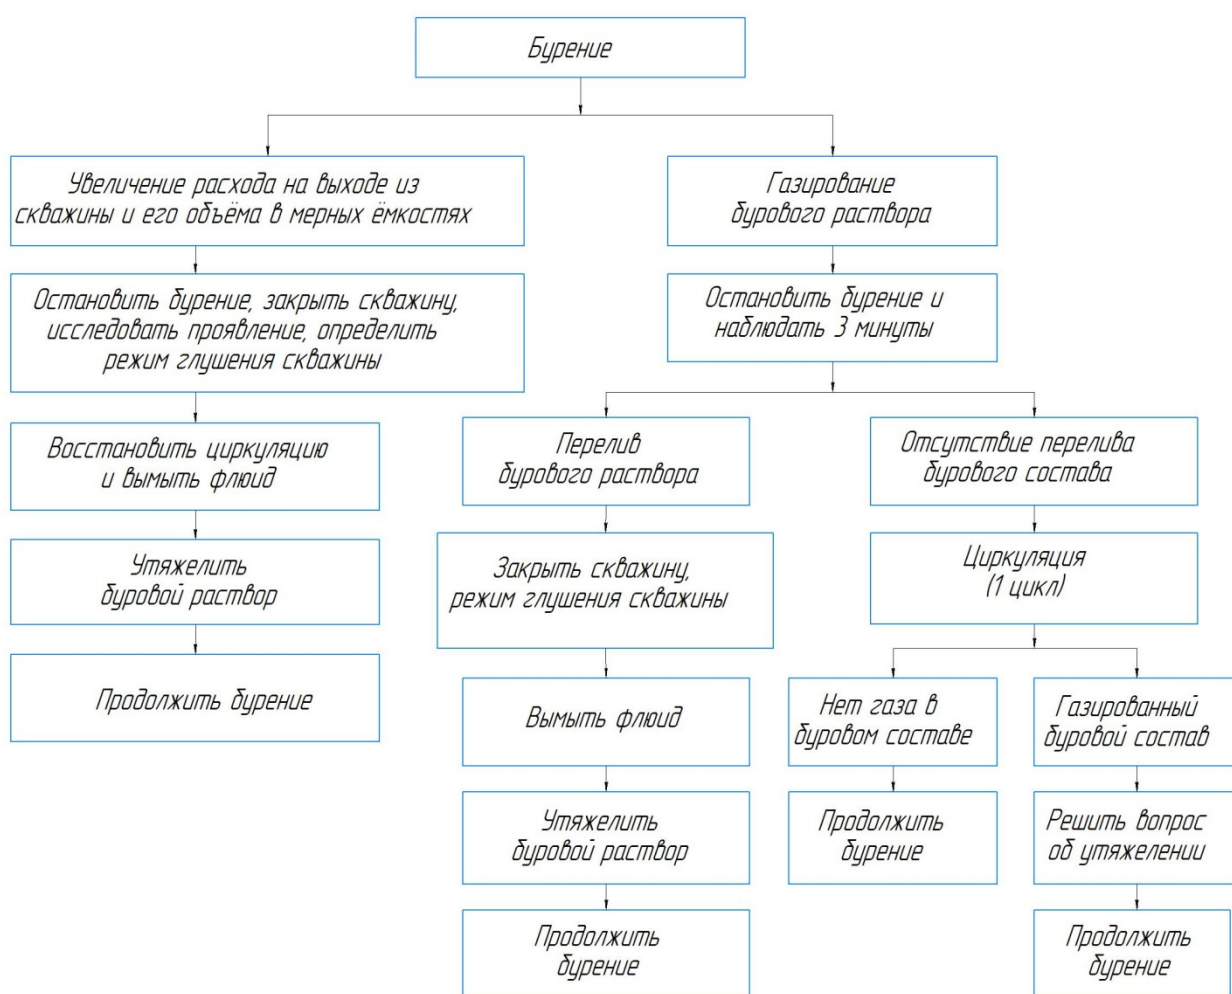 Бурение
Увеличение расхода на выходе из
скважины и его объёма в мерных ёмкостях
Остановить бурение, закрыть скважину,
исследовать проявление, определить
режим глушения скважины
Восстановить циркуляцию
и вымыть флюид
Утяжелить
буровой раствор
Продолжить бурение
Газирование
бурового раствора
Остановить бурение и
наблюдать 3 минуты
Перелив
бурового раствора
Закрыть скважину,
режим глушения скважины
Вымыть флюид
Утяжелить
буровой раствор
Продолжить
бурение
Отсутствие перелива
бурового состава
Циркуляция
(1 цикл)
Нет газа в
буровом составе
Продолжить
бурение
Газированный
буровой состав
Решить вопрос
об утяжелении
Продолжить
бурение